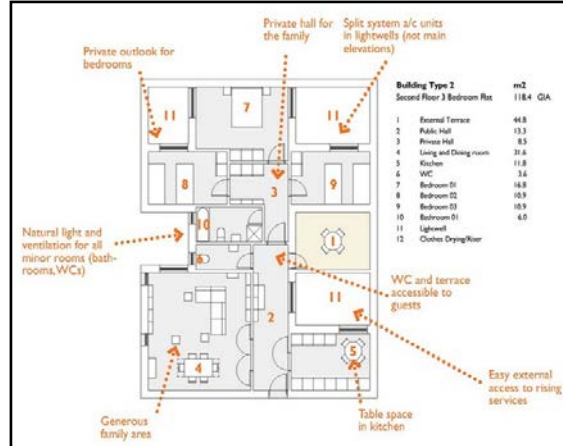 Private hall for
the family
Split system a/c units
in lightwells (not main
elevations)
Private outlook for
bedrooms
Building Type 2 m2
Second Floor 3 Bedroom Flat 118.4 GIA
1 External Terrace 44.8
2 Public Hall 13.3
3 Private Hall 8.5
4 Living and Dining room 31.6
5 Kitchen 11.8
6 WC 3.6
7 Bedroom 01 16.8
8 Bedroom 02 10.9
9 Bedroom 03 10.9
10 Bathroom 01 6.0
11 Lightwell
12 Clothes Drying/Riser
11
7
11
8
3
9
10
1
6
Natural light and
ventilation for all
minor rooms (bath-
rooms, WCs)
WC and terrace
accessible to
guests
11
2
4
5
Easy external
access to rising
services
Generous
family area
Table space
in kitchen